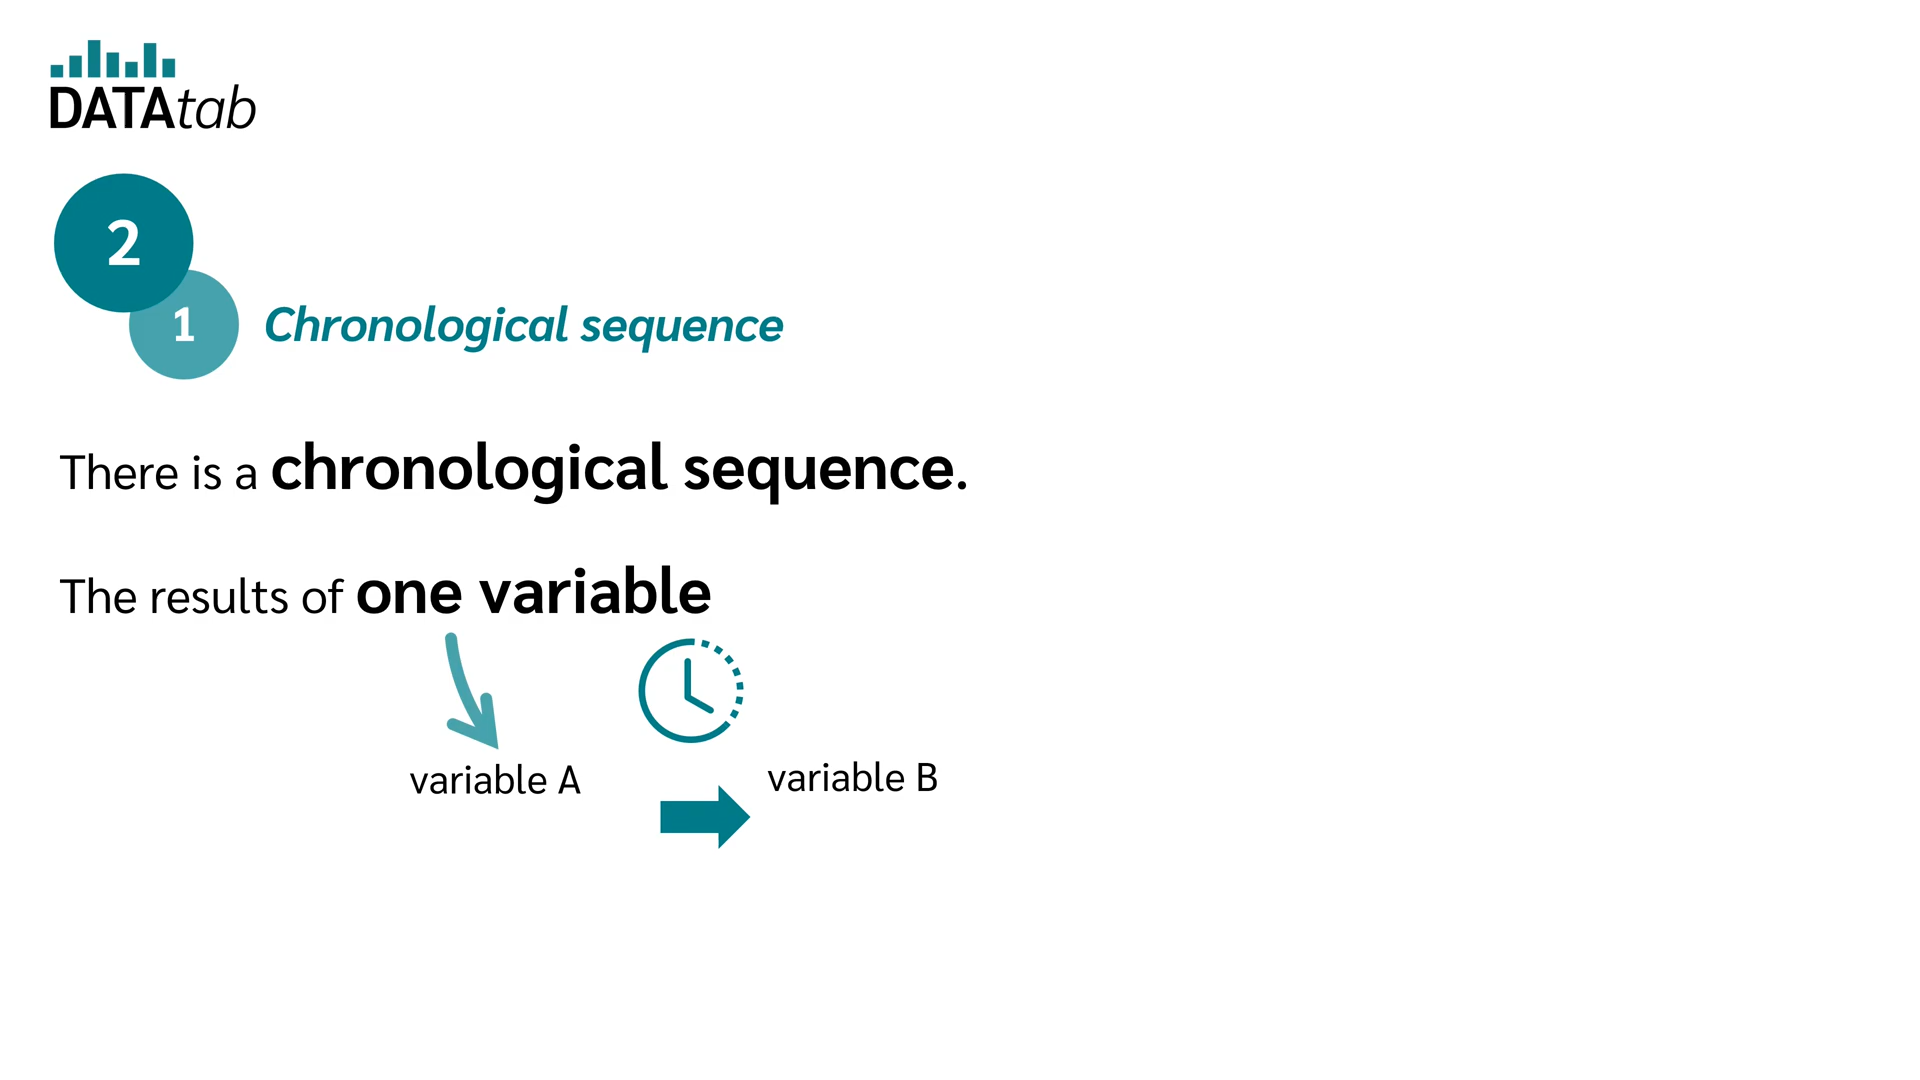 DATAtab
2
1 Chronological sequence
There is a chronological sequence.
The results of one variable
variable A
variable B